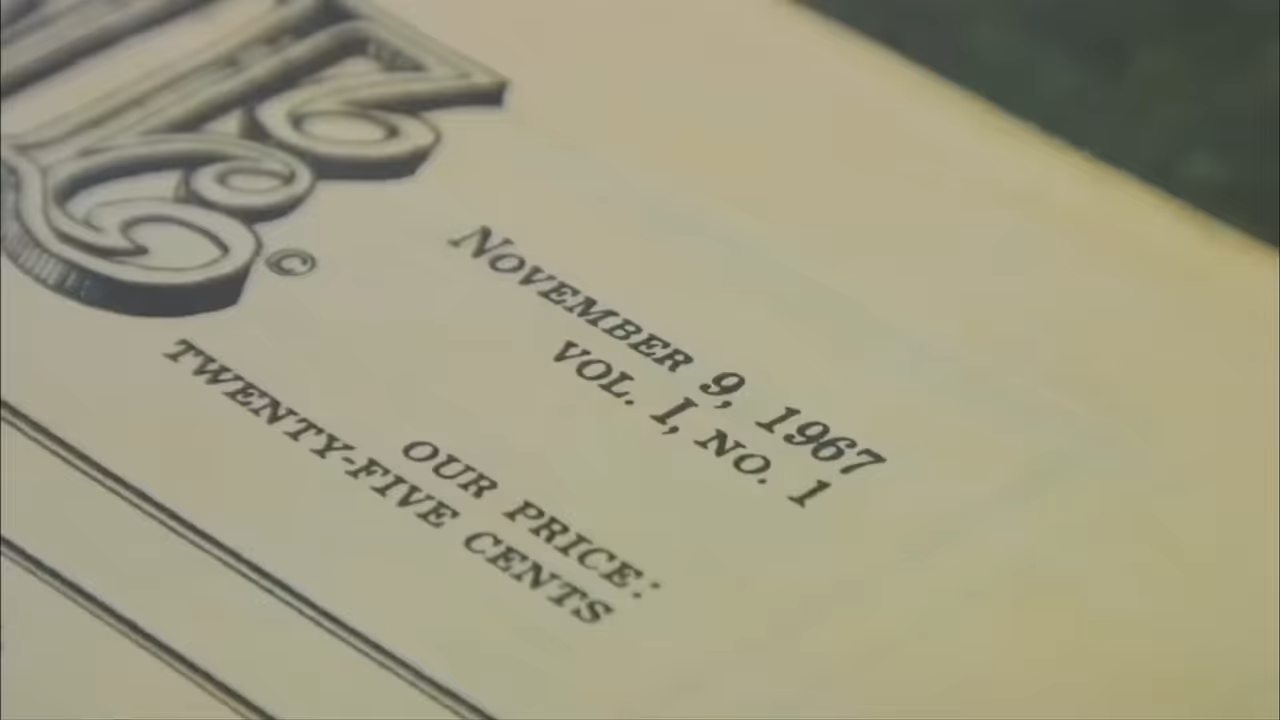 ©
NOVEMBER 9, 1967
VOL. I, NO. 1
OUR PRICE:
TWENTY-FIVE CENTS